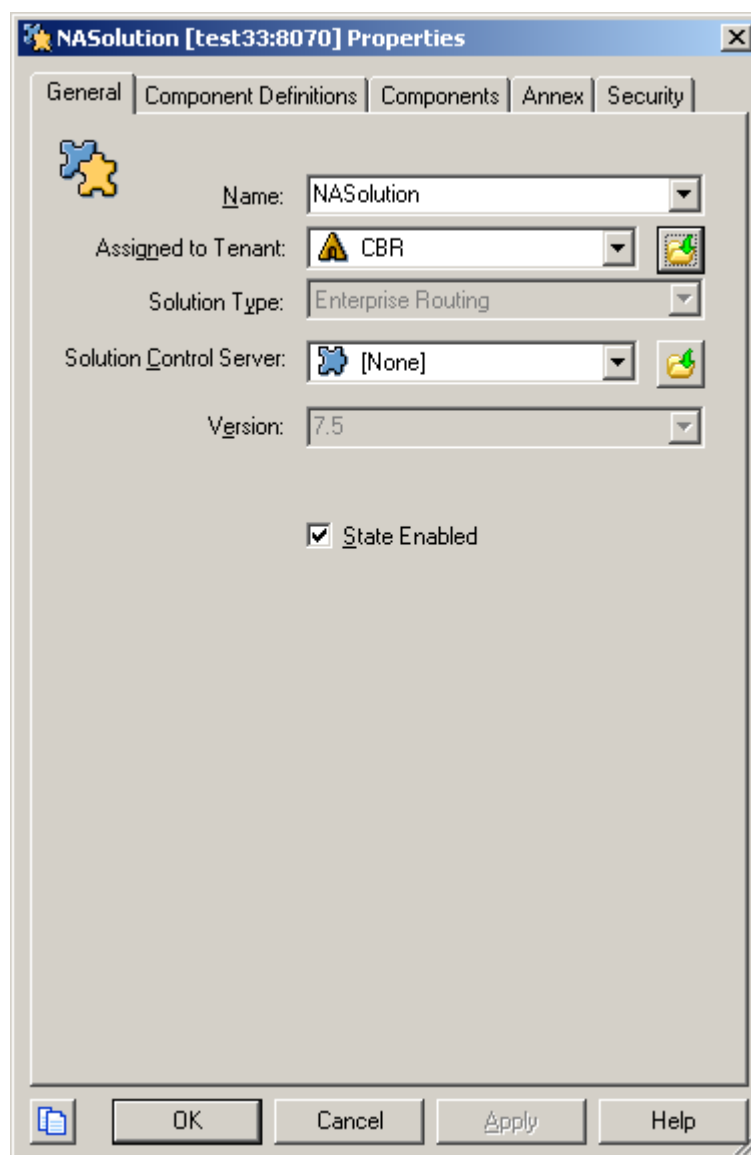 NASolution [test33:8070] Properties
General Component Definitions Components Annex Security
Name: NASolution
Assigned to Tenant: CBR
Solution Type: Enterprise Routing
Solution Control Server: [None]
Version: 7.5
State Enabled
OK Cancel Apply Help